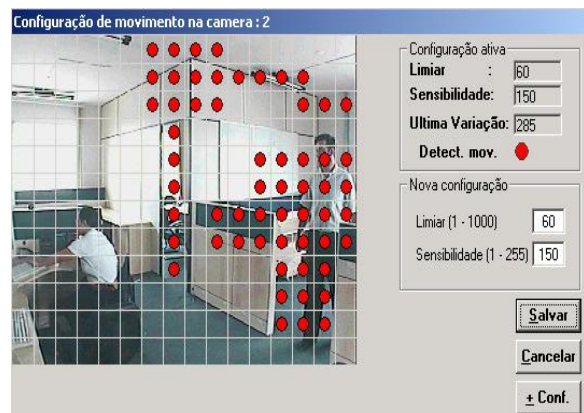 Configuração de movimento na camera : 2
Configuração ativa
Limiar : 60
Sensibilidade: 150
Ultima Variação: 285
Detect. mov.
Nova configuração
Limiar (1 - 1000) 60
Sensibilidade (1 - 255) 150
Salvar
Cancelar
+ Conf.